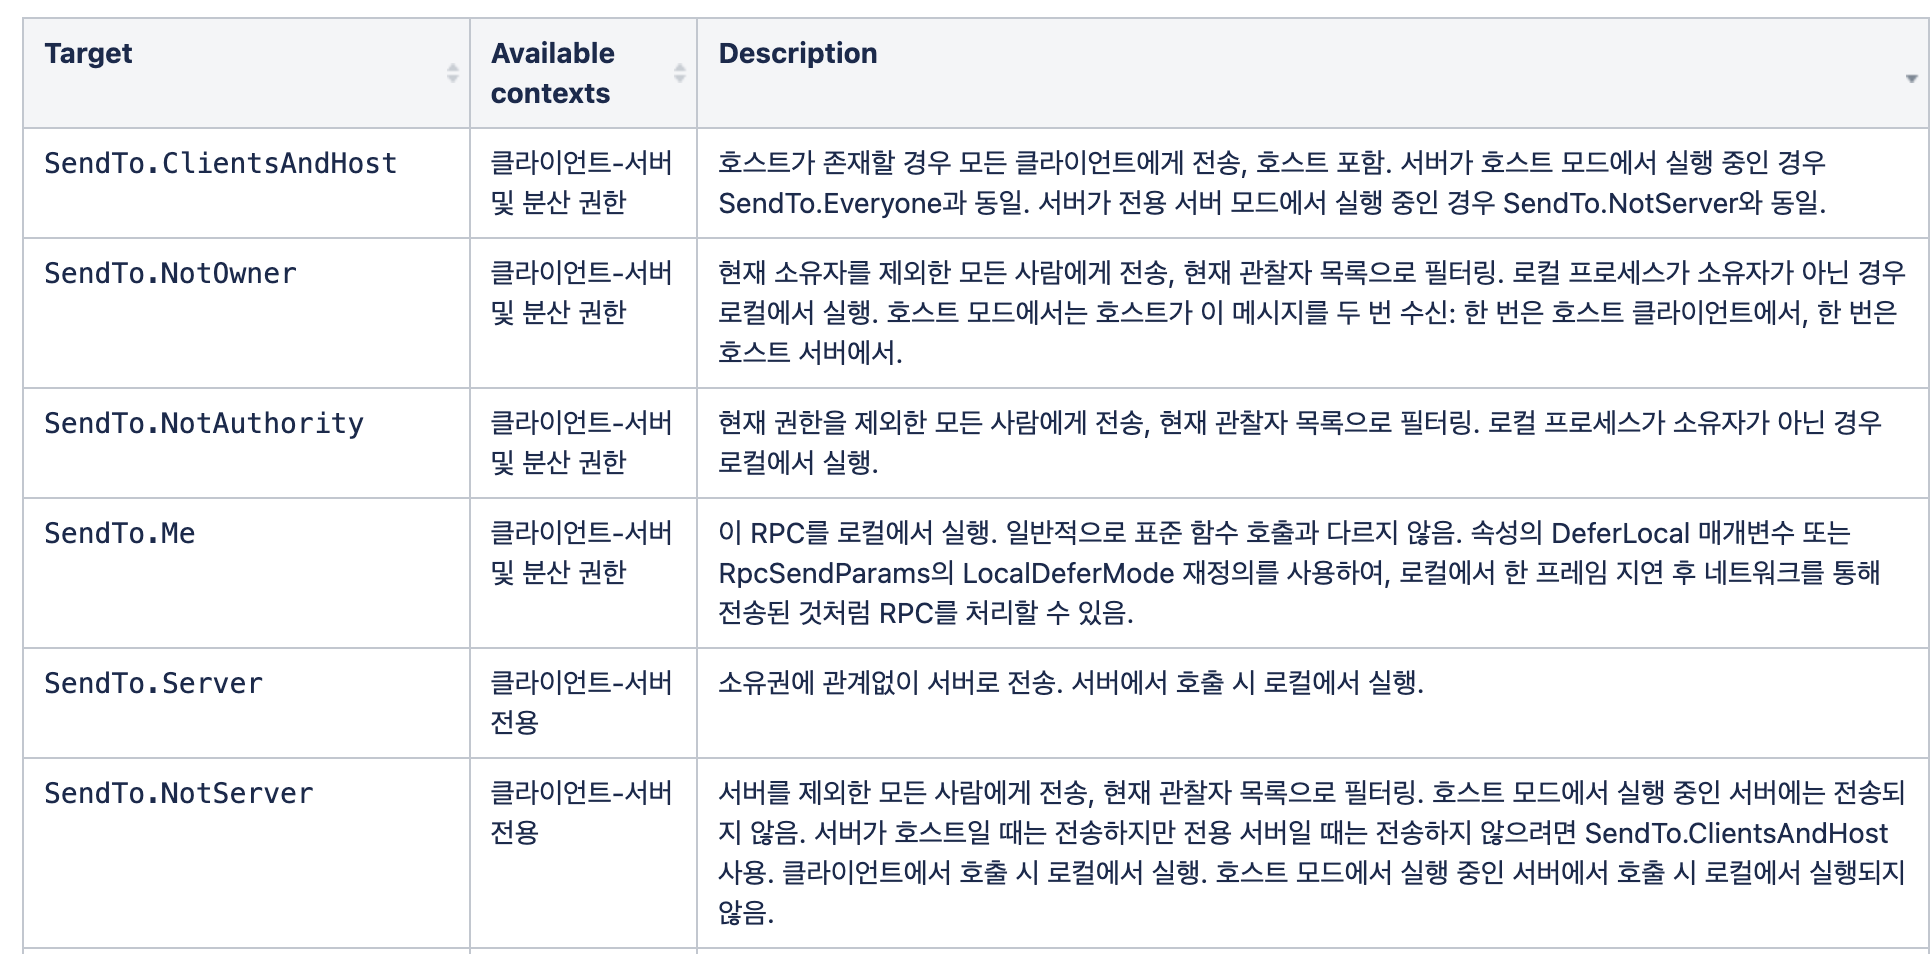 Target
Available
contexts
Description
SendTo.ClientsAndHost
클라이언트-서버
및 분산 권한
호스트가 존재할 경우 모든 클라이언트에게 전송, 호스트 포함. 서버가 호스트 모드에서 실행 중인 경우
SendTo.Everyone과 동일. 서버가 전용 서버 모드에서 실행 중인 경우 SendTo.NotServer와 동일.
SendTo.NotOwner
클라이언트-서버
및 분산 권한
현재 소유자를 제외한 모든 사람에게 전송, 현재 관찰자 목록으로 필터링. 로컬 프로세스가 소유자가 아닌 경우
로컬에서 실행. 호스트 모드에서는 호스트가 이 메시지를 두 번 수신: 한 번은 호스트 클라이언트에서, 한 번은
호스트 서버에서.
SendTo.NotAuthority
클라이언트-서버
및 분산 권한
현재 권한을 제외한 모든 사람에게 전송, 현재 관찰자 목록으로 필터링. 로컬 프로세스가 소유자가 아닌 경우
로컬에서 실행.
SendTo.Me
클라이언트-서버
및 분산 권한
이 RPC를 로컬에서 실행. 일반적으로 표준 함수 호출과 다르지 않음. 속성의 DeferLocal 매개변수 또는
RpcSendParams의 LocalDeferMode 재정의를 사용하여, 로컬에서 한 프레임 지연 후 네트워크를 통해
전송된 것처럼 RPC를 처리할 수 있음.
SendTo.Server
클라이언트-서버
전용
소유권에 관계없이 서버로 전송. 서버에서 호출 시 로컬에서 실행.
SendTo.NotServer
클라이언트-서버
전용
서버를 제외한 모든 사람에게 전송, 현재 관찰자 목록으로 필터링. 호스트 모드에서 실행 중인 서버에는 전송되
지 않음. 서버가 호스트일 때는 전송하지만 전용 서버일 때는 전송하지 않으려면 SendTo.ClientsAndHost
사용. 클라이언트에서 호출 시 로컬에서 실행. 호스트 모드에서 실행 중인 서버에서 호출 시 로컬에서 실행되지
않음.